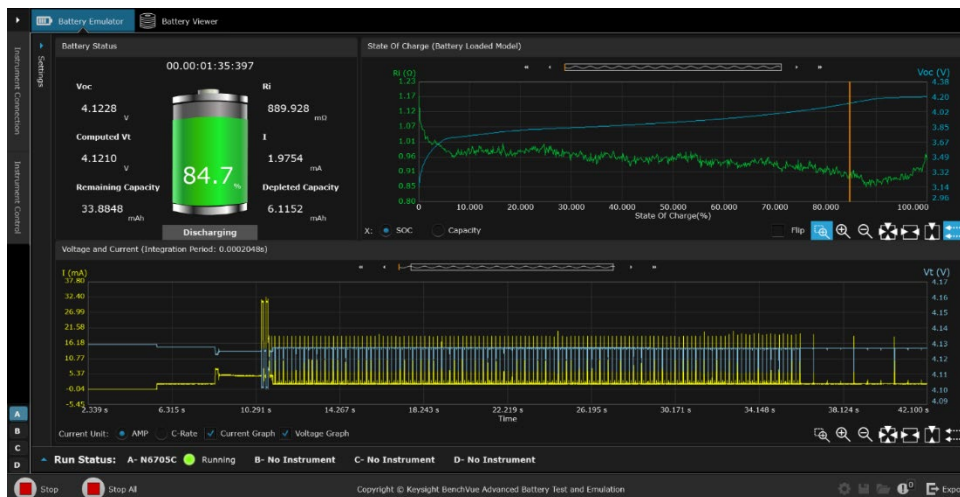 Battery Emulator
Battery Viewer
Instrument Connection
Instrument Control
Settings
A
B
C
D
Battery Status
00.00:01:35:397
Voc
4.1228 V
Ri
889.928 mΩ
Computed Vt
4.1210 V
I
1.9754 mA
Remaining Capacity
33.8848 mAh
Depleted Capacity
6.1152 mAh
84.7 %
Discharging
State Of Charge (Battery Loaded Model)
Ri (Ω)
Voc (V)
1.23
1.17
1.12
1.07
1.01
0.96
0.91
0.85
0.80
4.58
4.20
4.02
3.85
3.67
3.49
3.32
3.14
2.96
0 10.000 20.000 30.000 40.000 50.000 60.000 70.000 80.000 100.000
State Of Charge(%)
X: SOC Capacity
Flip
Voltage and Current (Integration Period: 0.0002048s)
I (mA)
Vt (V)
37.80
32.40
26.99
21.58
16.18
10.77
5.37
-0.04
-5.45
4.17
4.16
4.15
4.14
4.13
4.12
4.11
4.10
4.09
2.339 s 6.315 s 10.291 s 14.267 s 18.243 s 22.219 s 26.195 s 30.171 s 34.148 s 38.124 s 42.100 s
Time
Current Unit: AMP C-Rate Current Graph Voltage Graph
Run Status: A- N6705C Running B- No Instrument C- No Instrument D- No Instrument
Stop
Stop All
Copyright © Keysight BenchVue Advanced Battery Test and Emulation
0
Expo